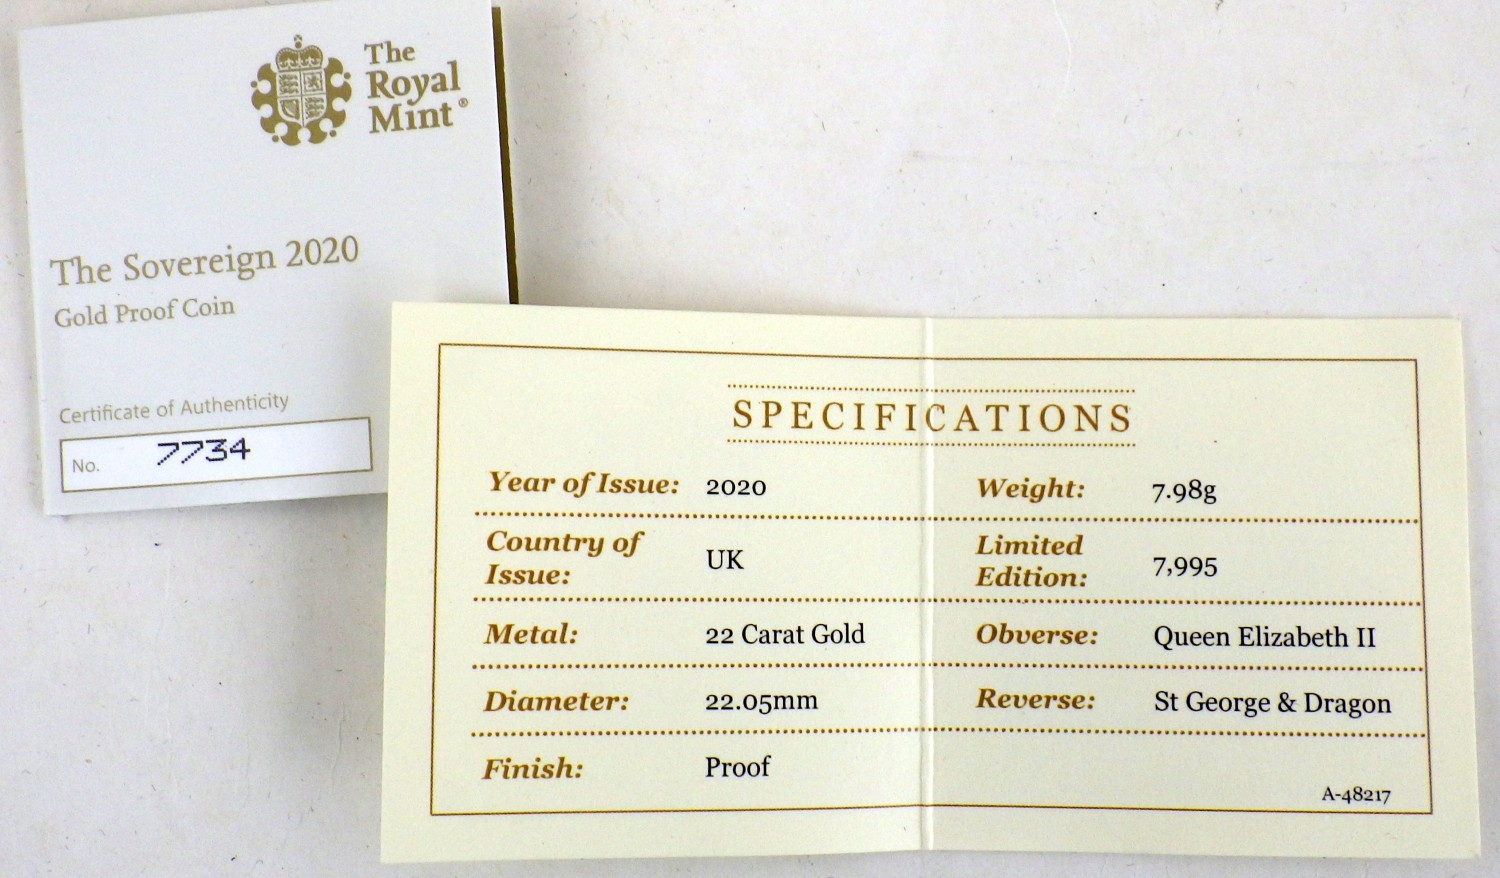 The
Royal
Mint®
The Sovereign 2020
Gold Proof Coin
Certificate of Authenticity
No. 7734
SPECIFICATIONS
Year of Issue: 2020
Country of
Issue: UK
Metal: 22 Carat Gold
Diameter: 22.05mm
Finish: Proof
Weight: 7.98g
Limited
Edition: 7,995
Obverse: Queen Elizabeth II
Reverse: St George & Dragon
A-48217